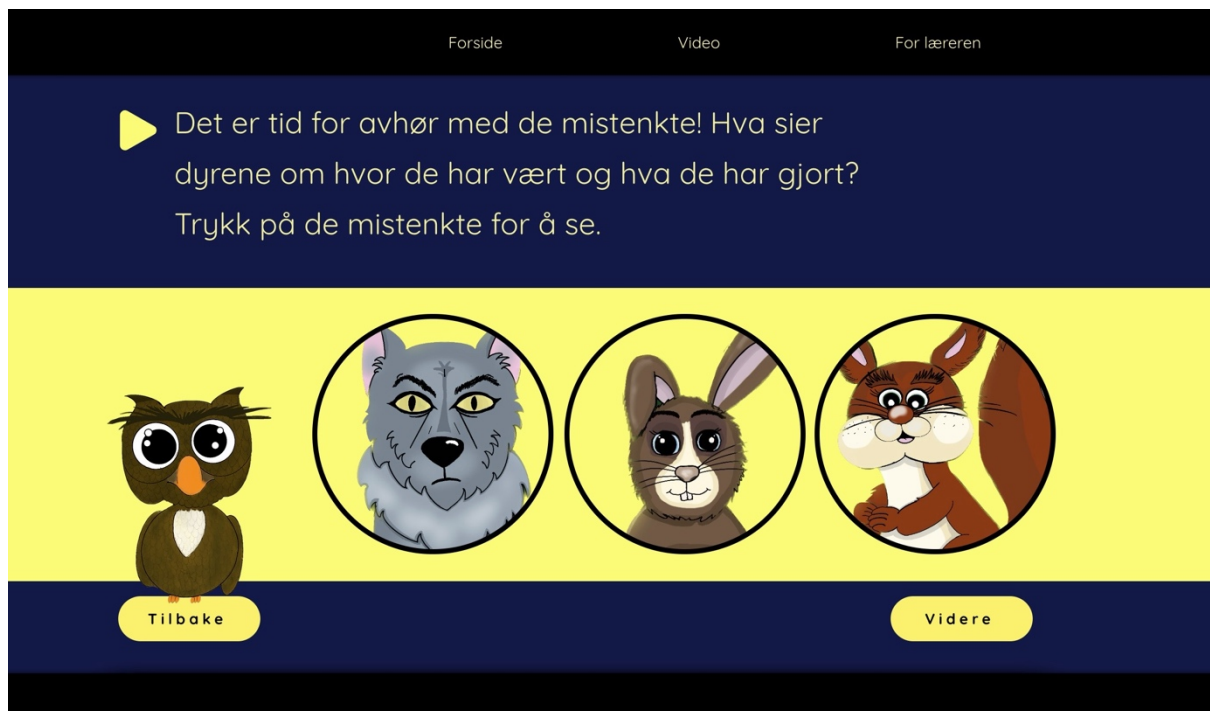 Forside
Video
For læreren
Det er tid for avhør med de mistenkte! Hva sier
dyrene om hvor de har vært og hva de har gjort?
Trykk på de mistenkte for å se.
Tilbake
Videre